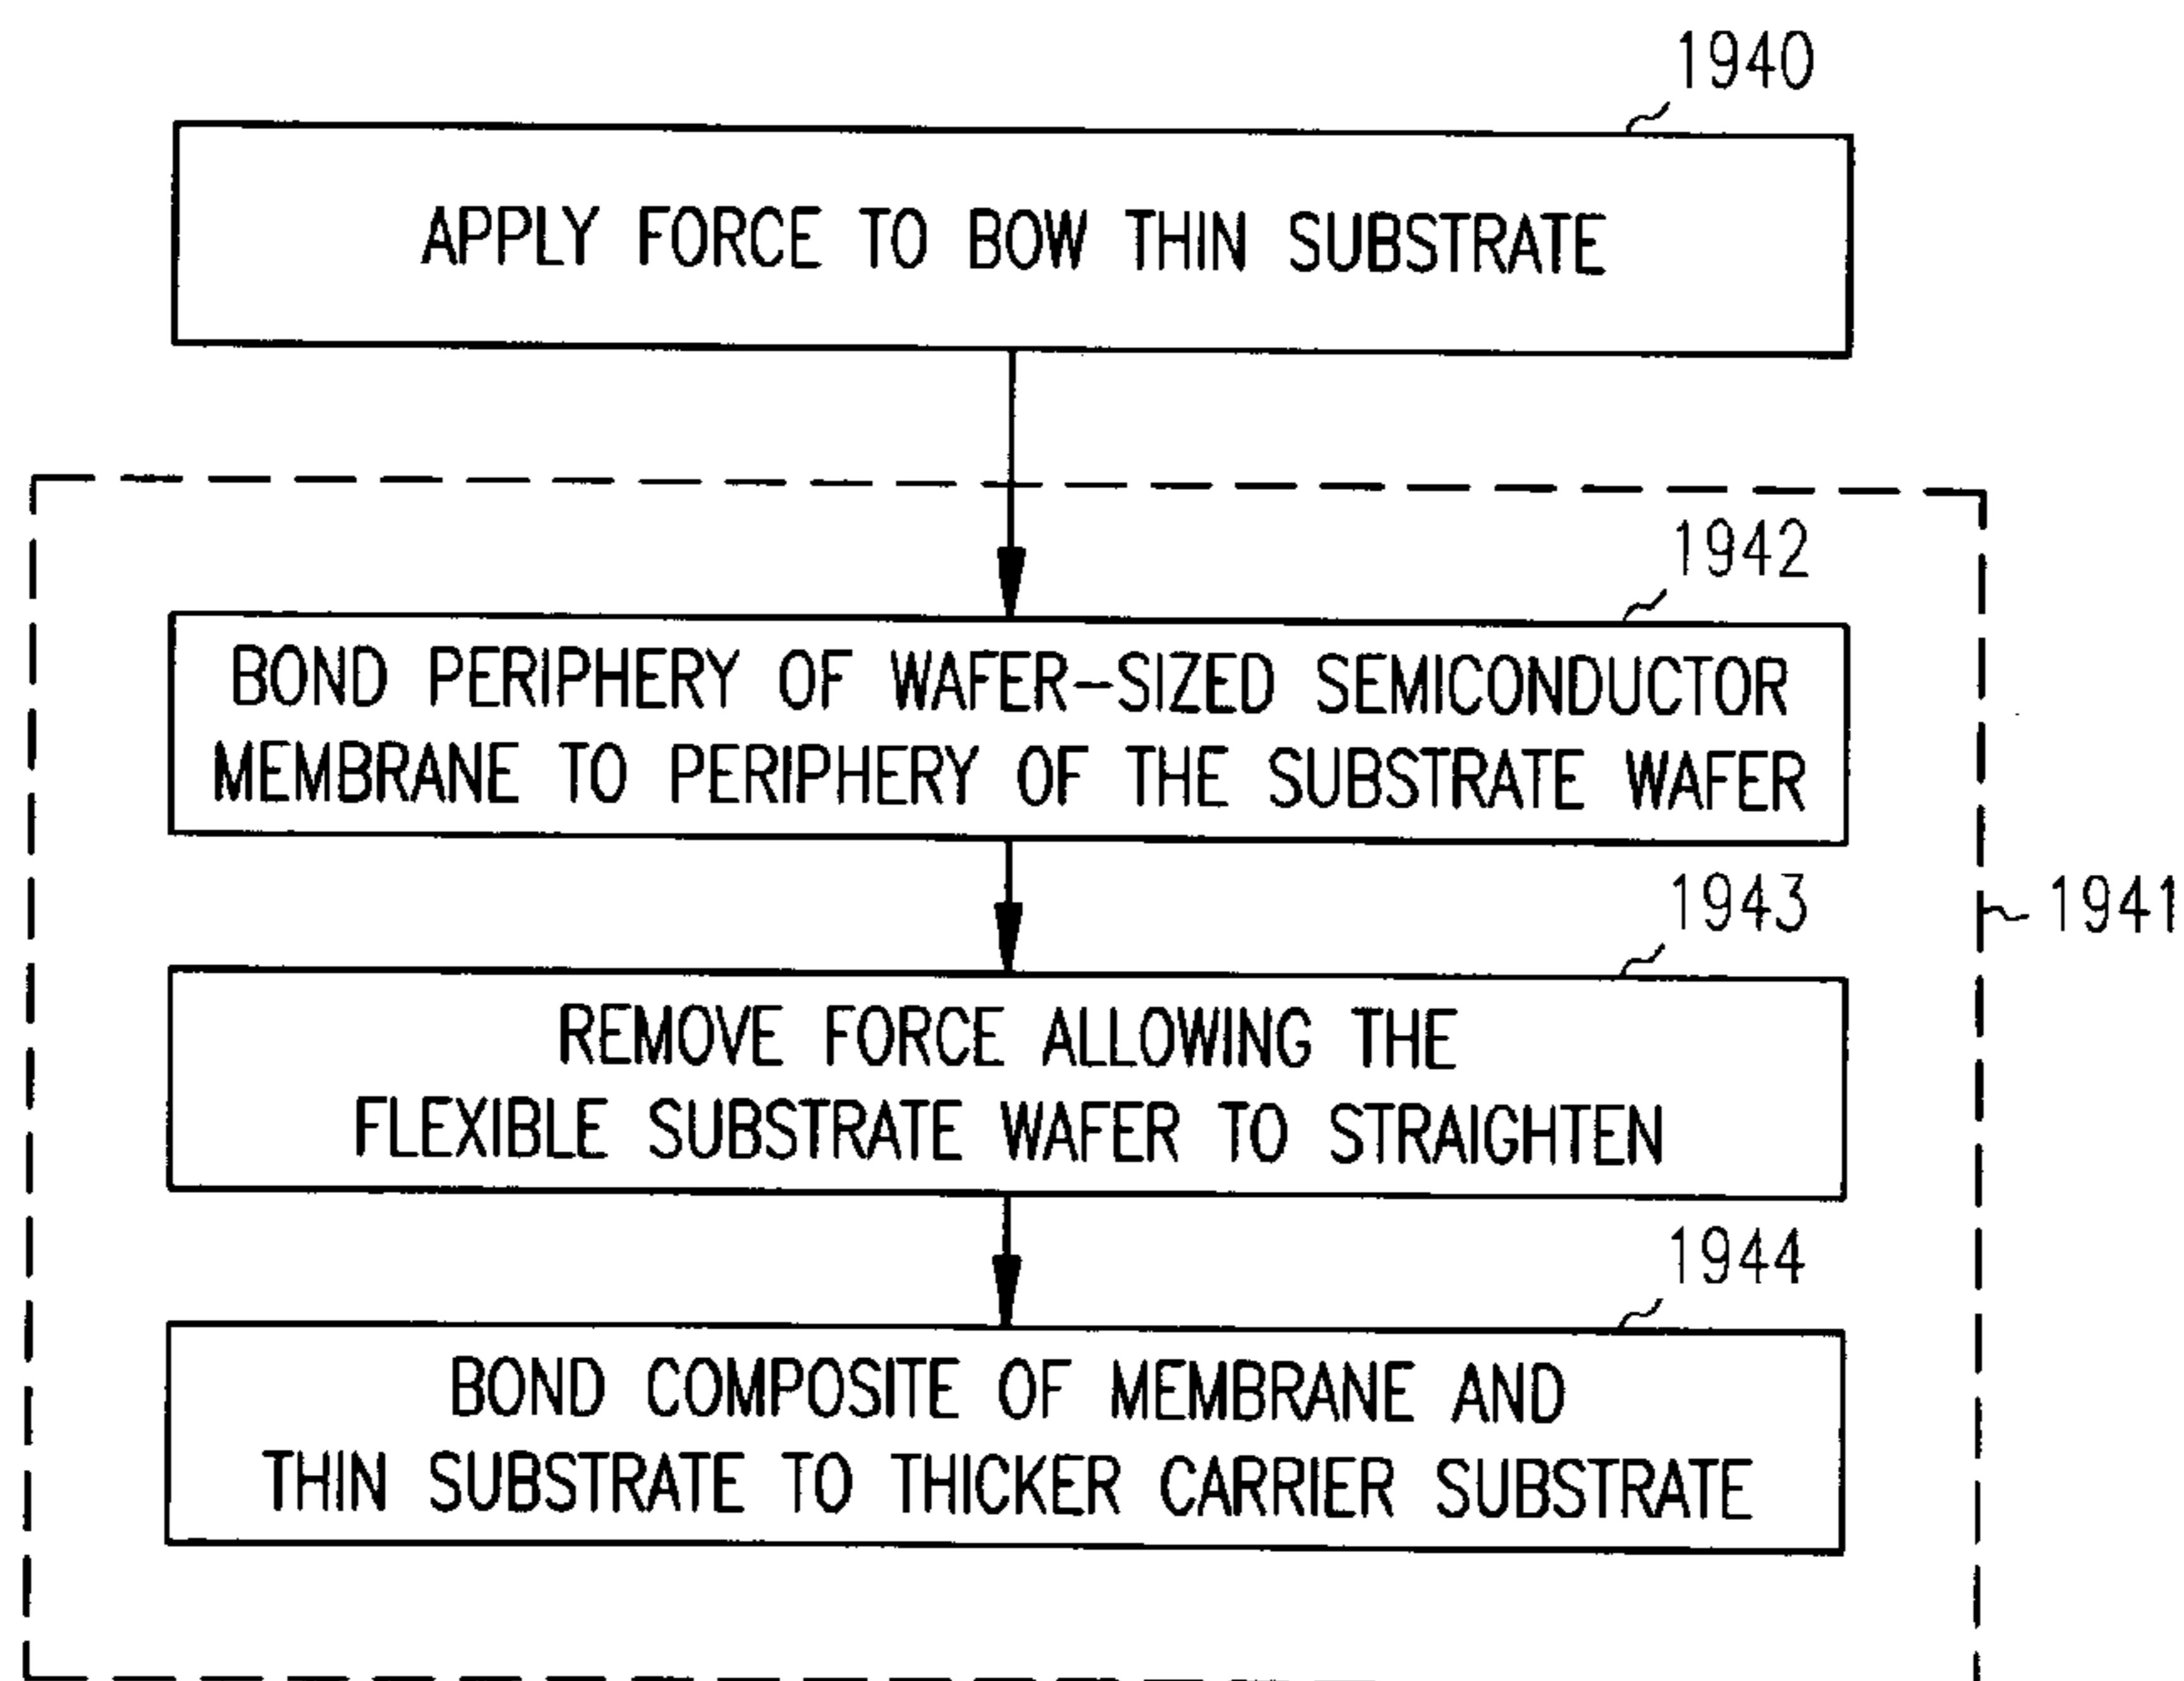 1940
APPLY FORCE TO BOW THIN SUBSTRATE
1942
BOND PERIPHERY OF WAFER-SIZED SEMICONDUCTOR
MEMBRANE TO PERIPHERY OF THE SUBSTRATE WAFER
1943
1941
REMOVE FORCE ALLOWING THE
FLEXIBLE SUBSTRATE WAFER TO STRAIGHTEN
1944
BOND COMPOSITE OF MEMBRANE AND
THIN SUBSTRATE TO THICKER CARRIER SUBSTRATE